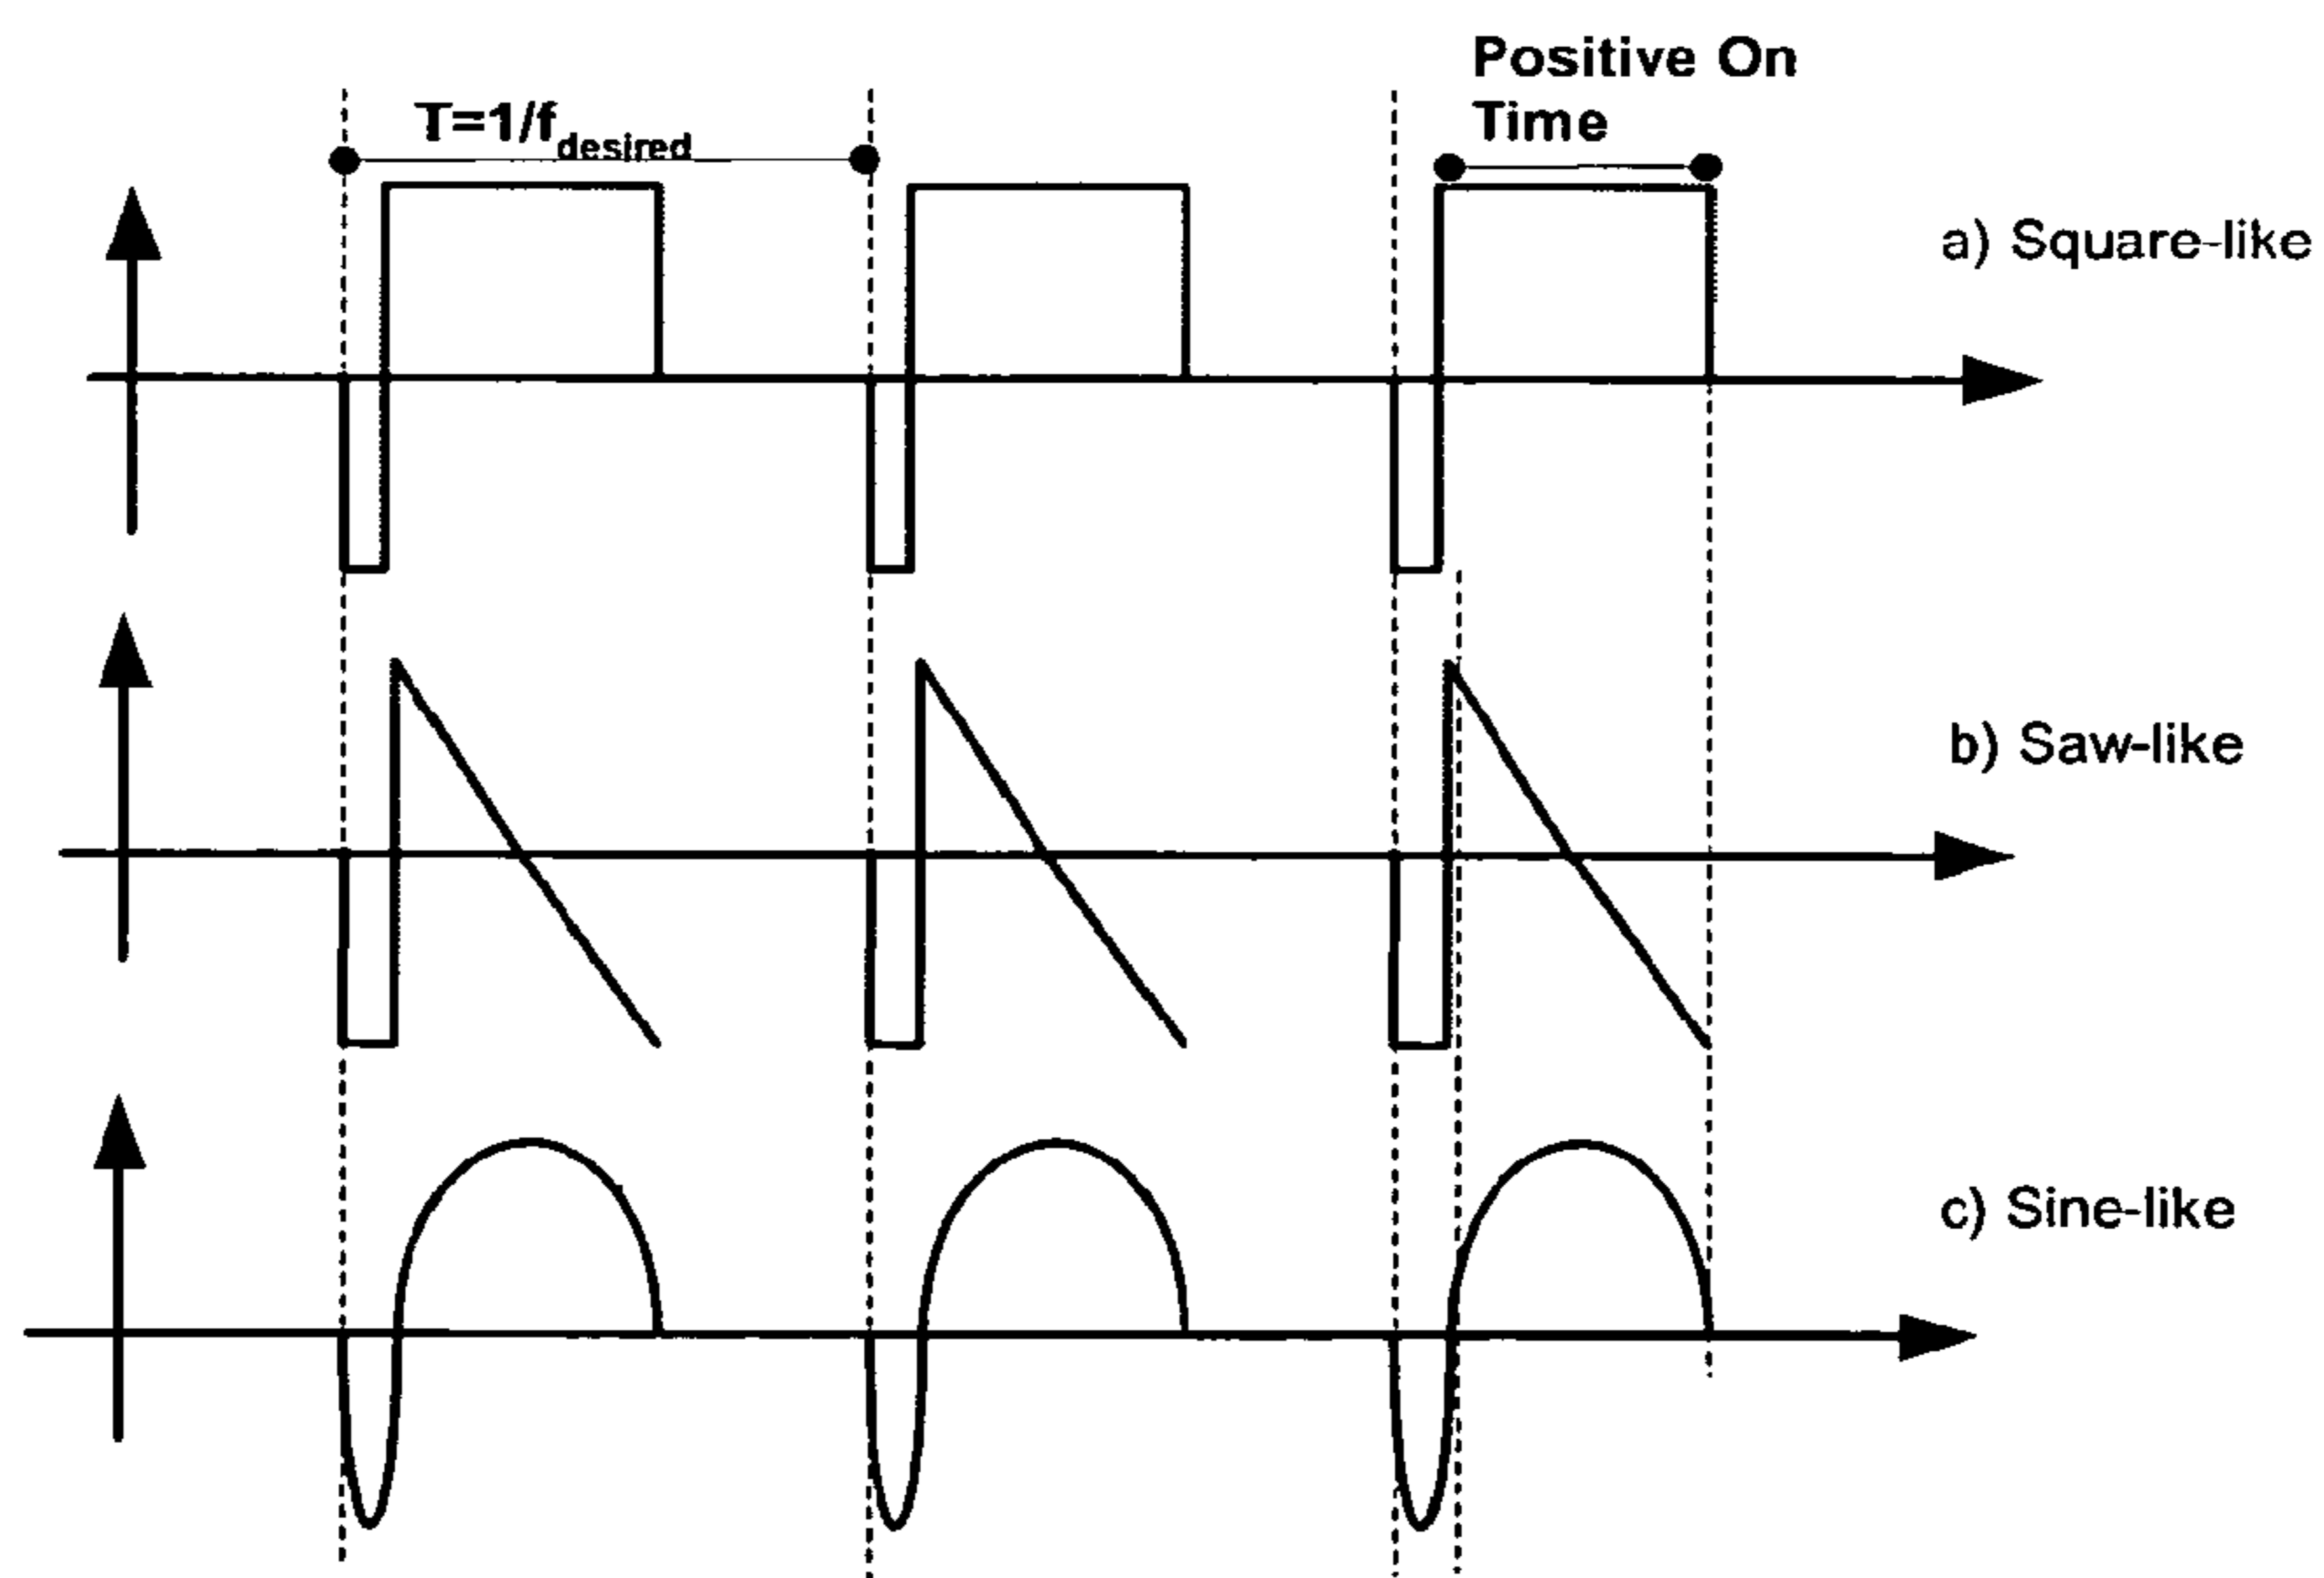 T=1/fdesired
Positive On
Time
a) Square-like
b) Saw-like
c) Sine-like